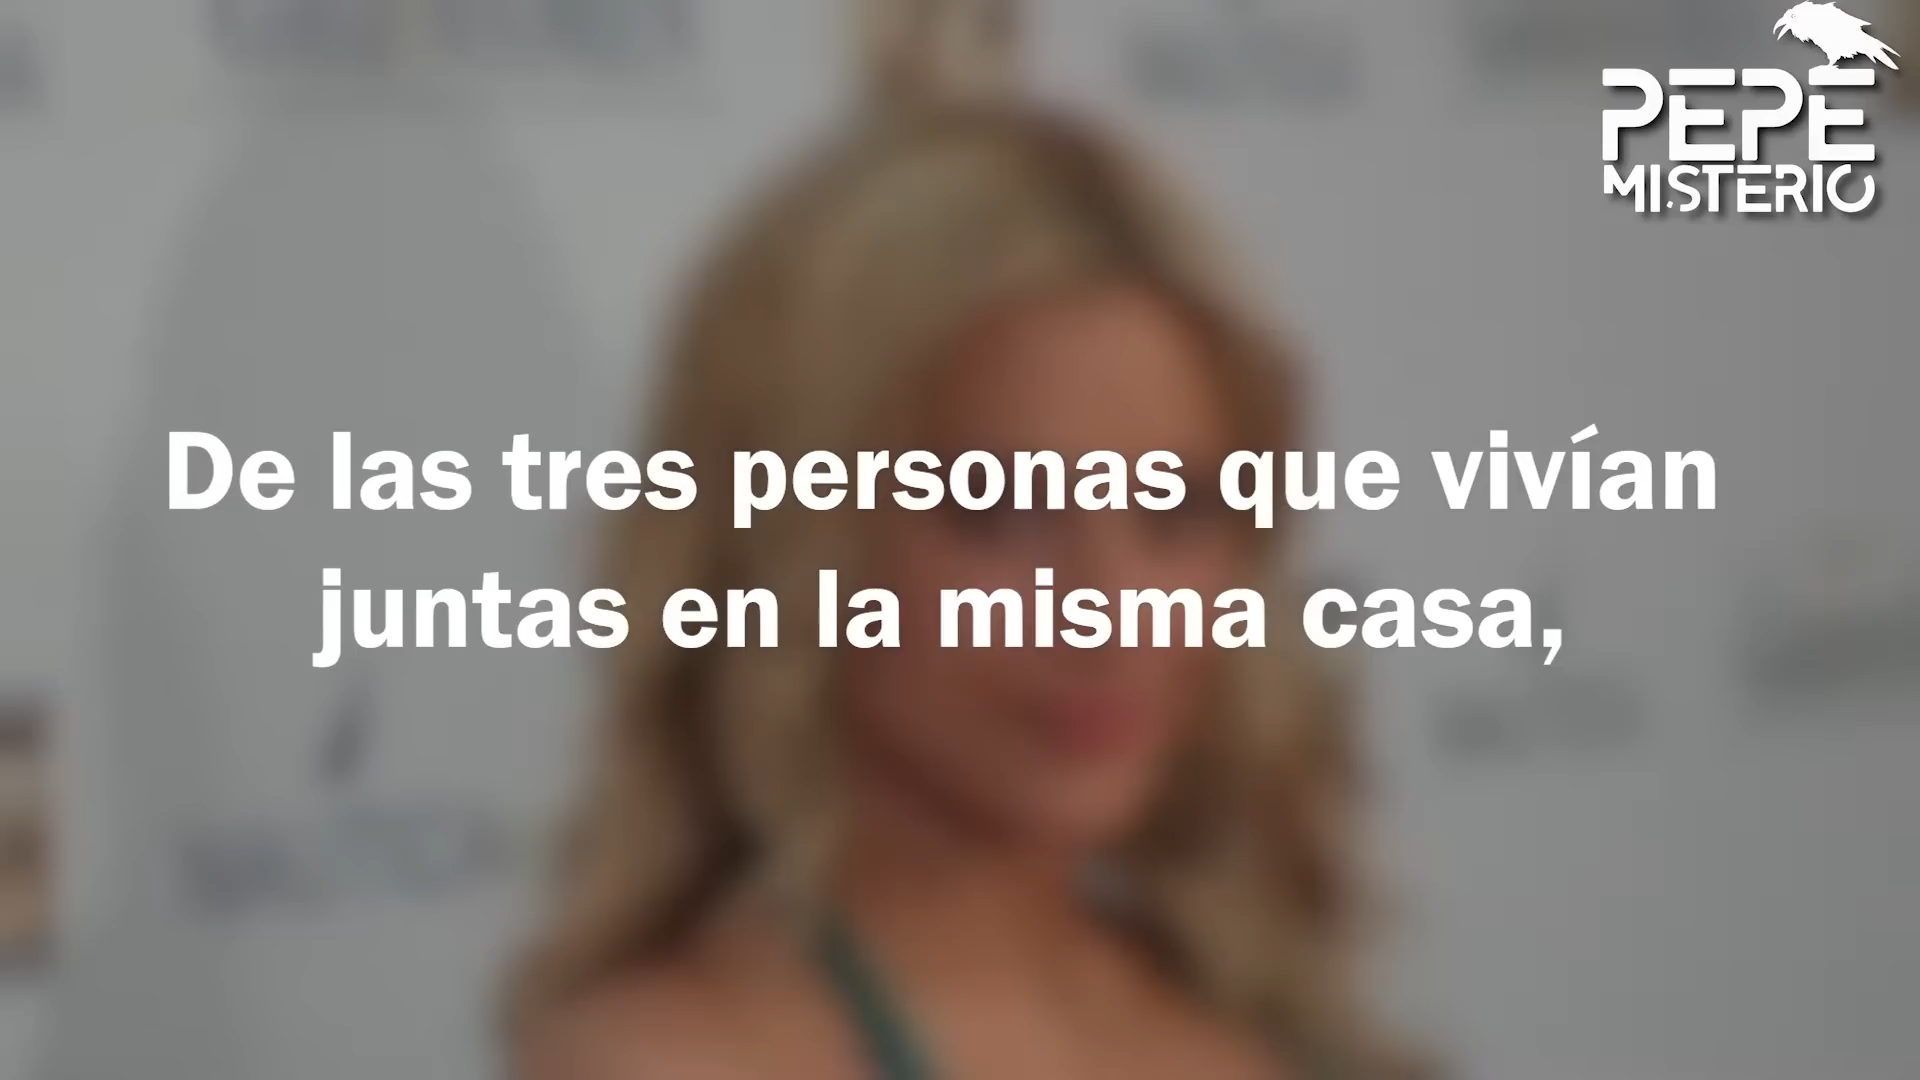 PEPE
MISTERIO
De las tres personas que vivían
juntas en la misma casa,